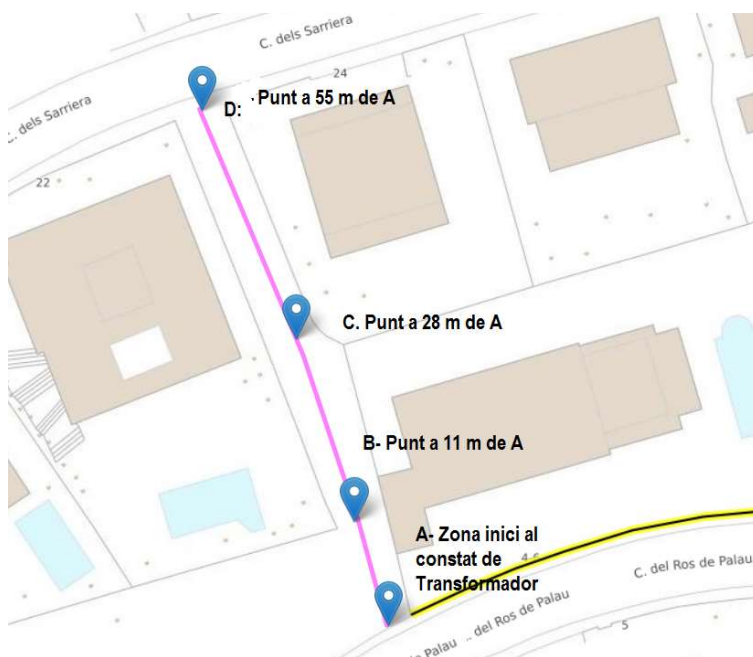 C. dels Sarriera
24
C. dels Sarriera
D: · Punt a 55 m de A
22
C. Punt a 28 m de A
B- Punt a 11 m de A
A- Zona inici al
constat de
Transformador
4-6
C. del Ros de Palau
.. del Ros de Palau
Palau
5